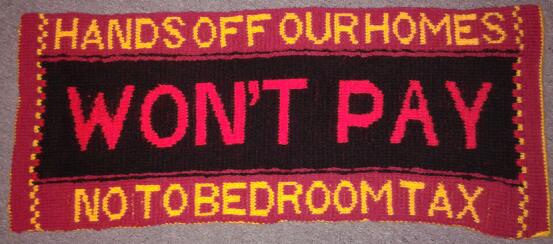 HANDS OFF OUR HOMES
WON'T PAY
NO TO BEDROOM TAX